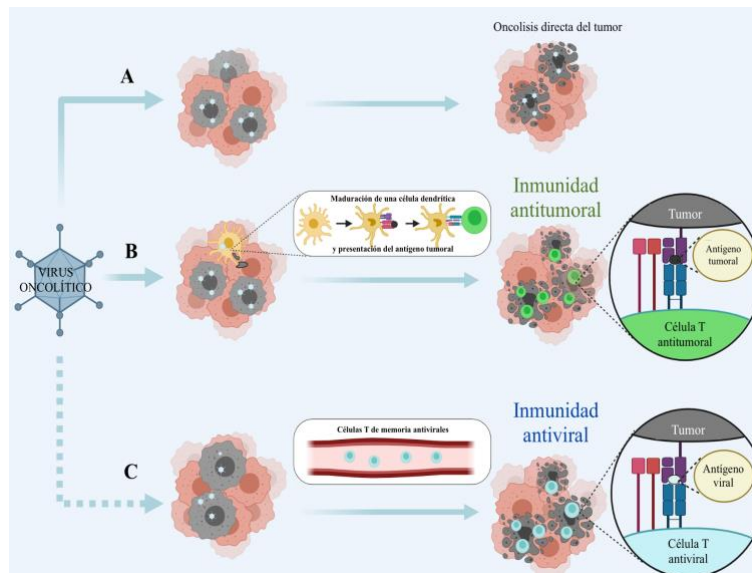 Oncolisis directa del tumor
A
Maduración de una célula dendrítica
y presentación del antígeno tumoral
Inmunidad
antitumoral
Tumor
Antígeno
tumoral
Célula T
antitumoral
B
VIRUS
ONCOLÍTICO
C
Células T de memoria antivirales
Inmunidad
antiviral
Tumor
Antígeno
viral
Célula T
antiviral